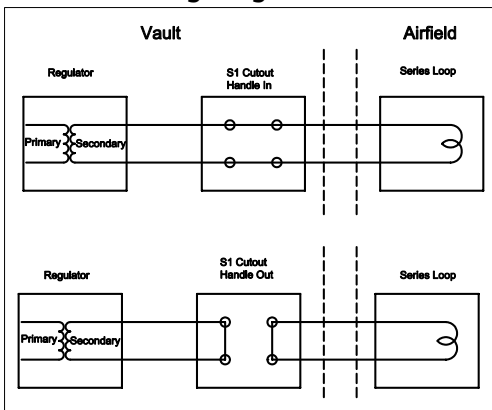 Vault
Airfield
Regulator
S1 Cutout
Handle In
Series Loop
Primary
Secondary
Regulator
S1 Cutout
Handle Out
Series Loop
Primary
Secondary